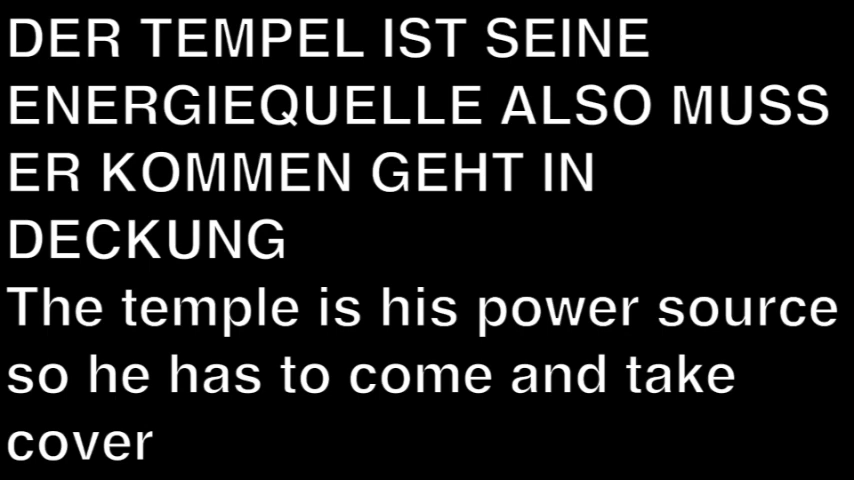 DER TEMPEL IST SEINE
ENERGIEQUELLE ALSO MUSS
ER KOMMEN GEHT IN
DECKUNG
The temple is his power source
so he has to come and take
cover